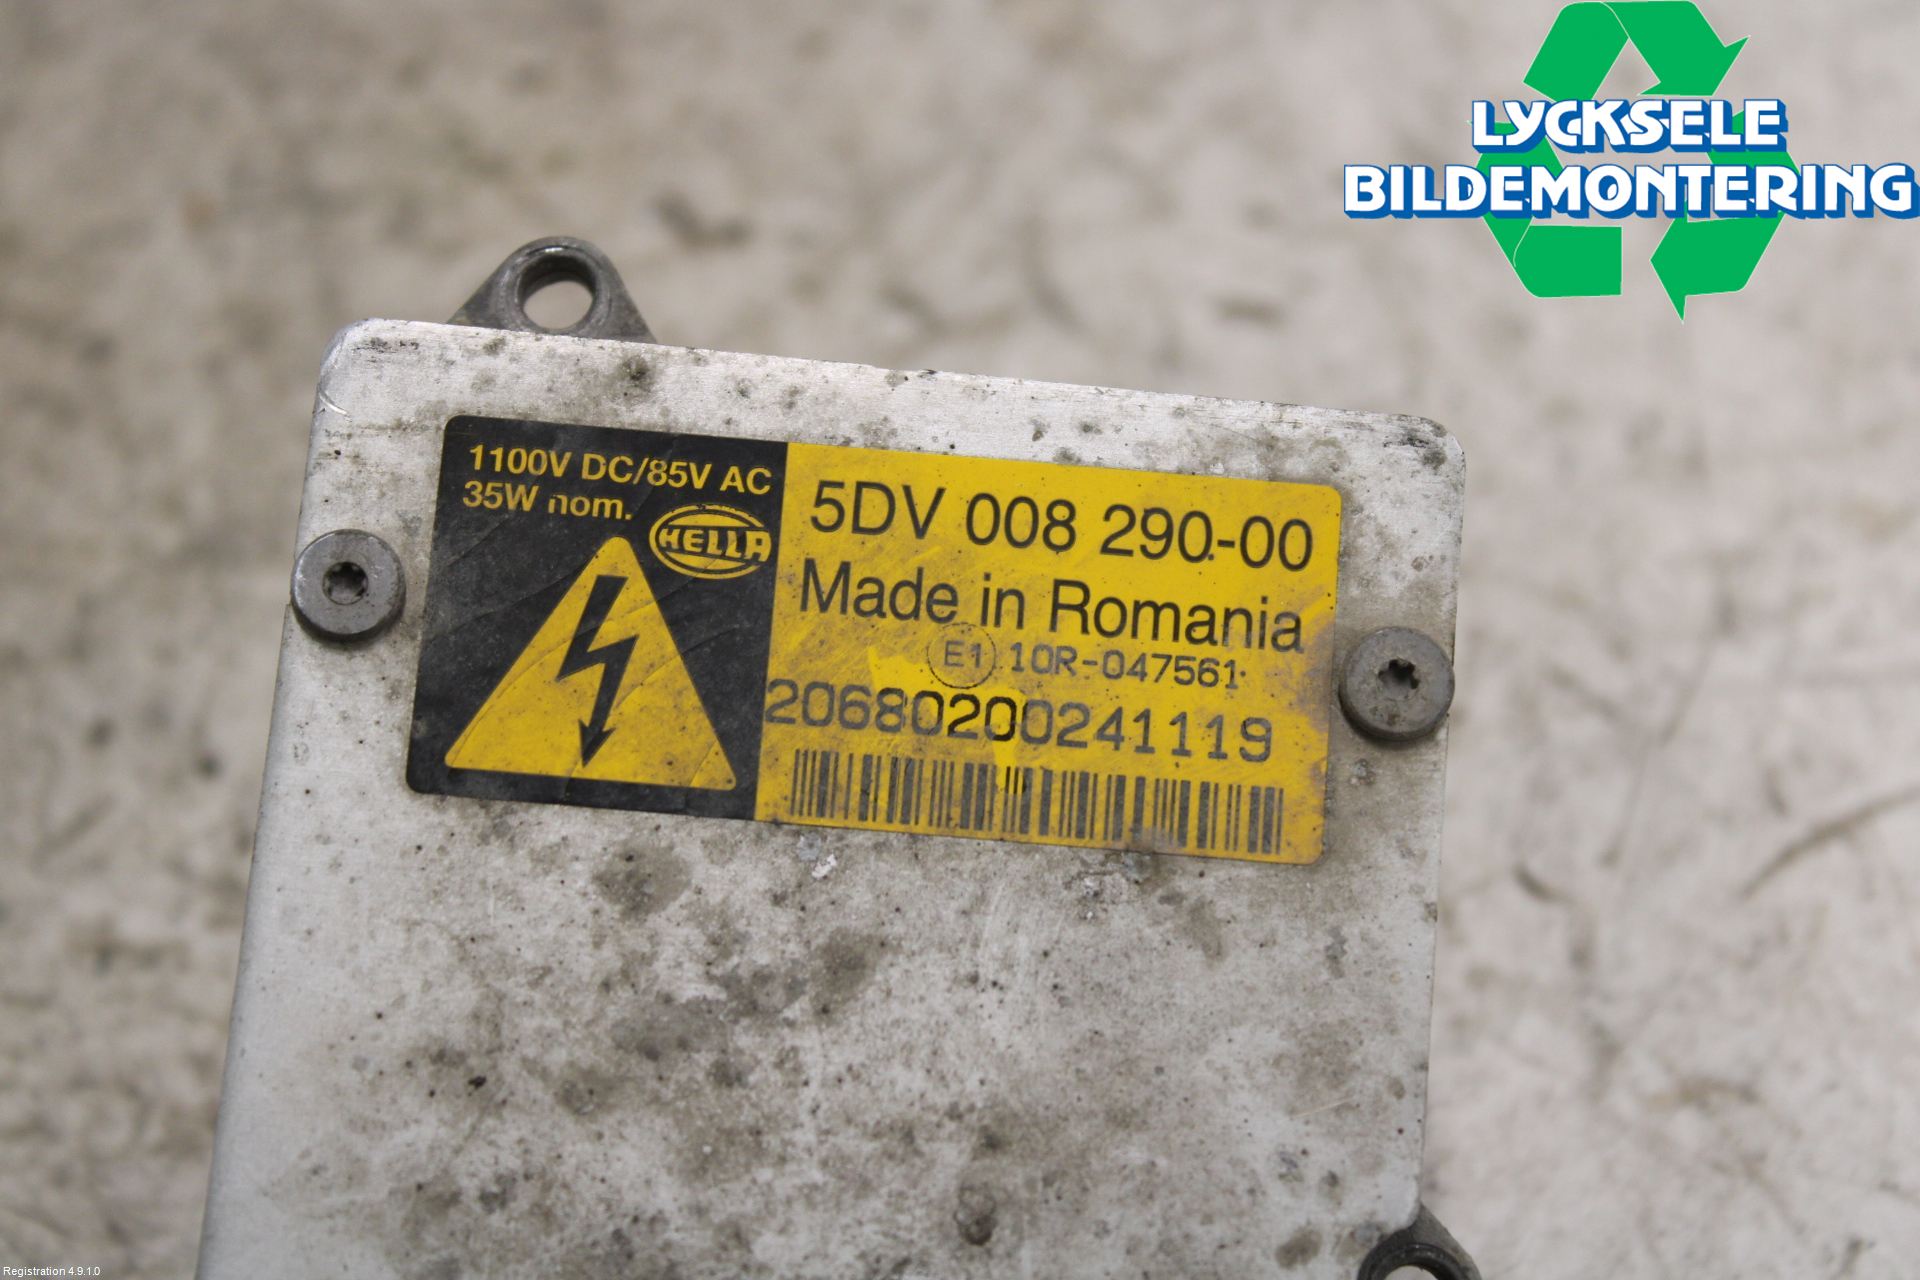 LYCKSELE
BILDEMONTERING
1100V DC/85V AC
35W nom.
HELLA
5DV 008 290-00
Made in Romania
E1 10R-047561
20680200241119
Registration 4.9.1.0